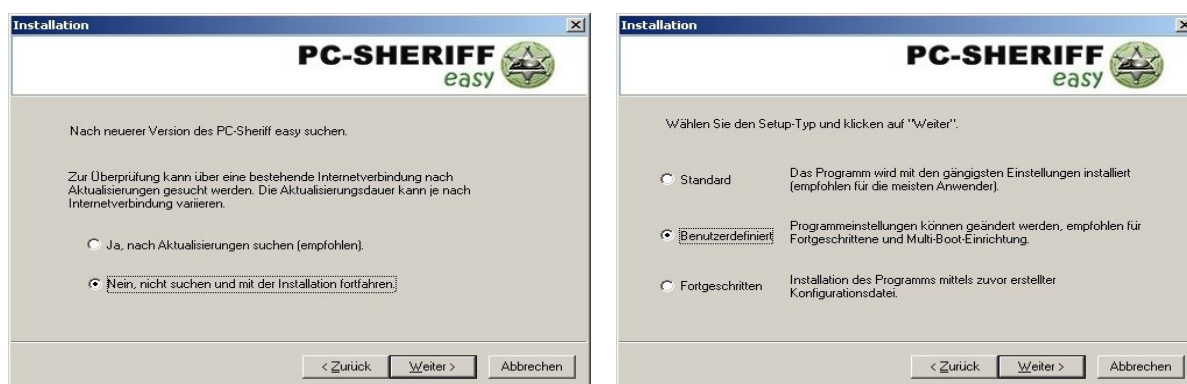 Installation
PC-SHERIFF
easy
Nach neuerer Version des PC-Sheriff easy suchen.
Zur Überprüfung kann über eine bestehende Internetverbindung nach
Aktualisierungen gesucht werden. Die Aktualisierungsdauer kann je nach
Internetverbindung variieren.
Ja, nach Aktualisierungen suchen (empfohlen).
Nein, nicht suchen und mit der Installation fortfahren.
< Zurück
Weiter >
Abbrechen
Installation
PC-SHERIFF
easy
Wählen Sie den Setup-Typ und klicken auf "Weiter".
Standard
Das Programm wird mit den gängigsten Einstellungen installiert
(empfohlen für die meisten Anwender).
Benutzerdefiniert
Programmeinstellungen können geändert werden, empfohlen für
Fortgeschrittene und Multi-Boot-Einrichtung.
Fortgeschritten
Installation des Programms mittels zuvor erstellter
Konfigurationsdatei.
< Zurück
Weiter >
Abbrechen